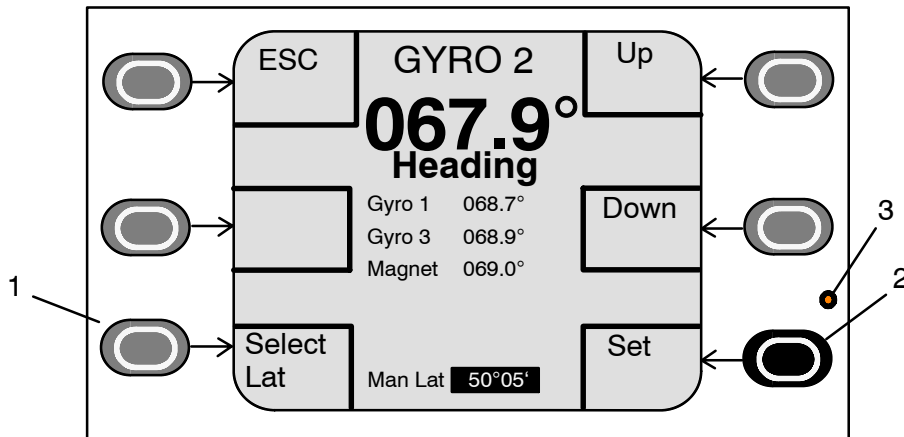 ESC
GYRO 2
Up
067.9°
Heading
Gyro 1 068.7°
Down
Gyro 3 068.9°
Magnet 069.0°
3
2
1
Select
Lat
Set
Man Lat 50°05‘